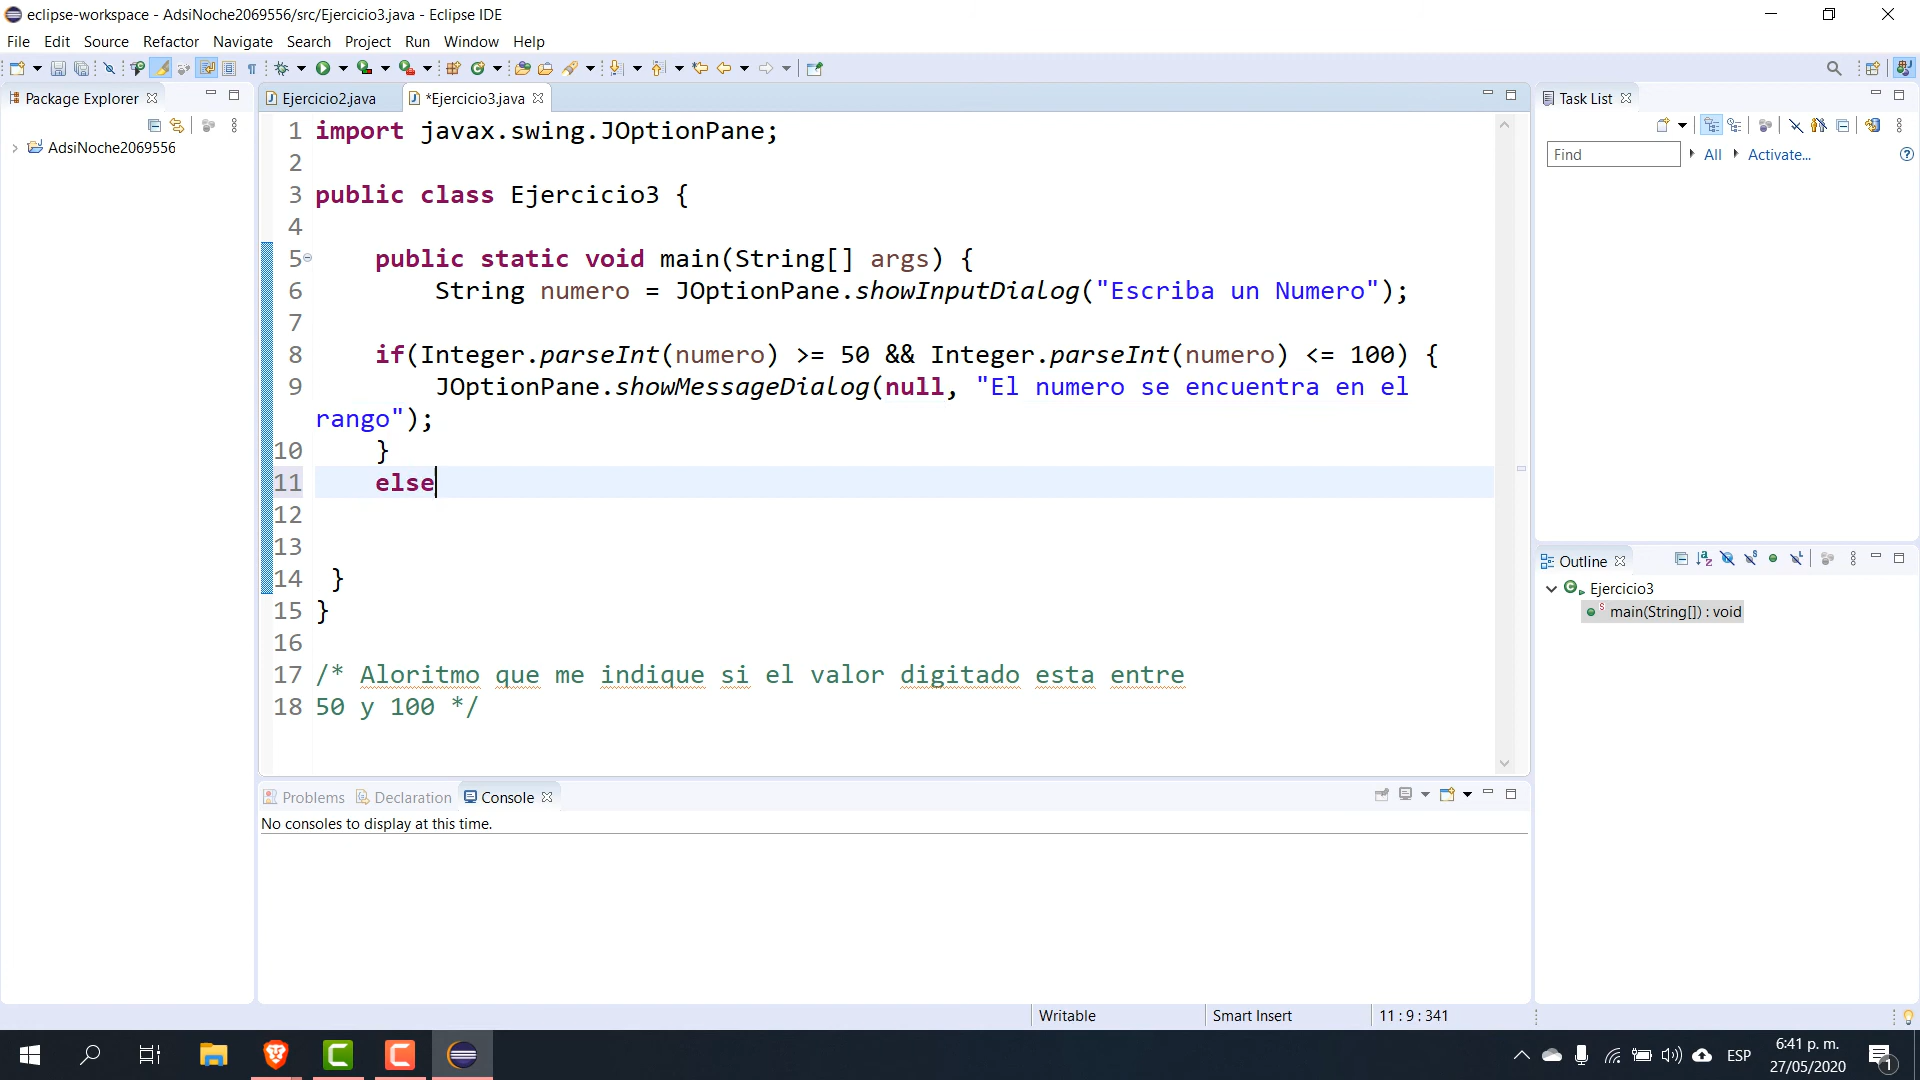 eclipse-workspace - AdsiNoche2069556/src/Ejercicio3.java - Eclipse IDE
File Edit Source Refactor Navigate Search Project Run Window Help
Package Explorer
Ejercicio2.java
*Ejercicio3.java
Task List
AdsiNoche2069556
Find
All
Activate...
1 import javax.swing.JOptionPane;
2
3 public class Ejercicio3 {
4
5 public static void main(String[] args) {
6 String numero = JOptionPane.showInputDialog("Escriba un Numero");
7
8 if(Integer.parseInt(numero) >= 50 && Integer.parseInt(numero) <= 100) {
9 JOptionPane.showMessageDialog(null, "El numero se encuentra en el
rango");
10 }
11 else
12
13
14 }
15 }
16
17 /* Aloritmo que me indique si el valor digitado esta entre
18 50 y 100 */
Outline
Ejercicio3
main(String[]) : void
Problems
Declaration
Console
No consoles to display at this time.
Writable
Smart Insert
11 : 9 : 341
ESP
6:41 p. m.
27/05/2020
1